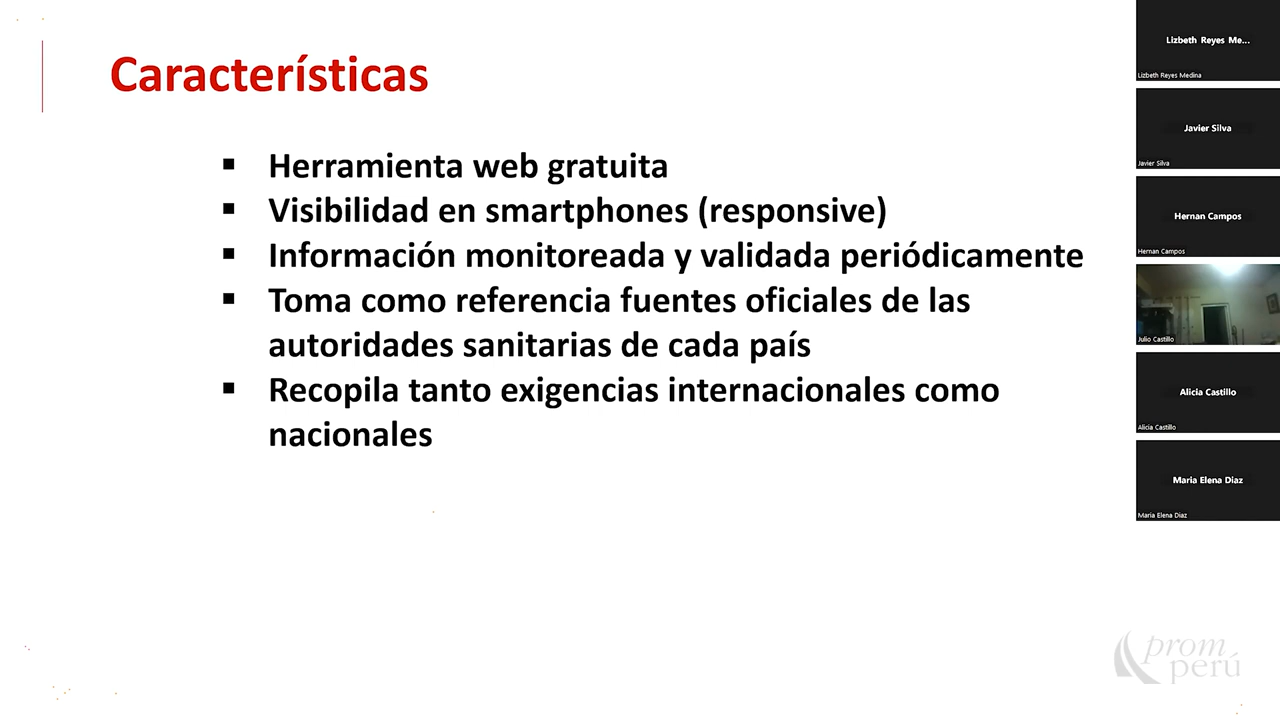 Características
▪ Herramienta web gratuita
▪ Visibilidad en smartphones (responsive)
▪ Información monitoreada y validada periódicamente
▪ Toma como referencia fuentes oficiales de las
autoridades sanitarias de cada país
▪ Recopila tanto exigencias internacionales como
nacionales
Lizbeth Reyes Me...
Lizbeth Reyes Medina
Javier Silva
Javier Silva
Hernan Campos
Hernan Campos
Julio Castillo
Alicia Castillo
Alicia Castillo
Maria Elena Diaz
Maria Elena Diaz
prom
perú